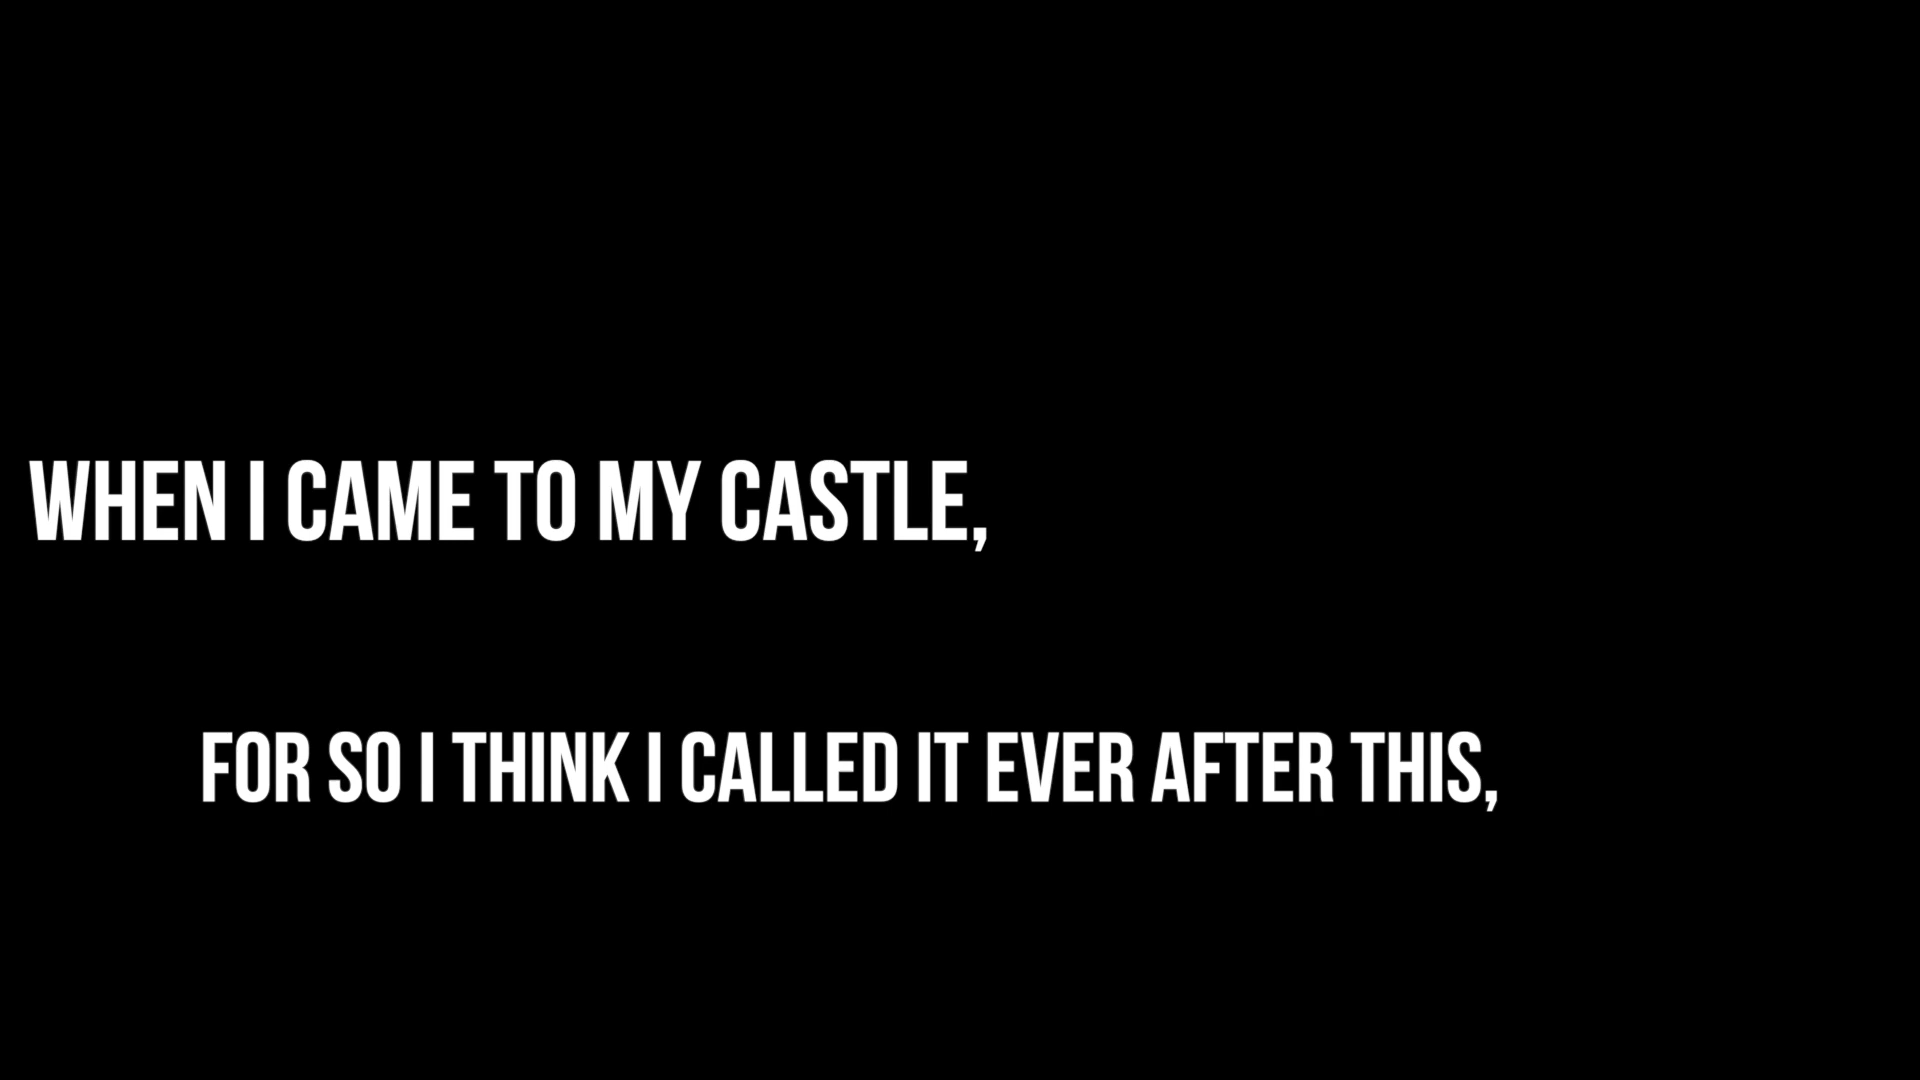 WHEN I CAME TO MY CASTLE,
FOR SO I THINK I CALLED IT EVER AFTER THIS,